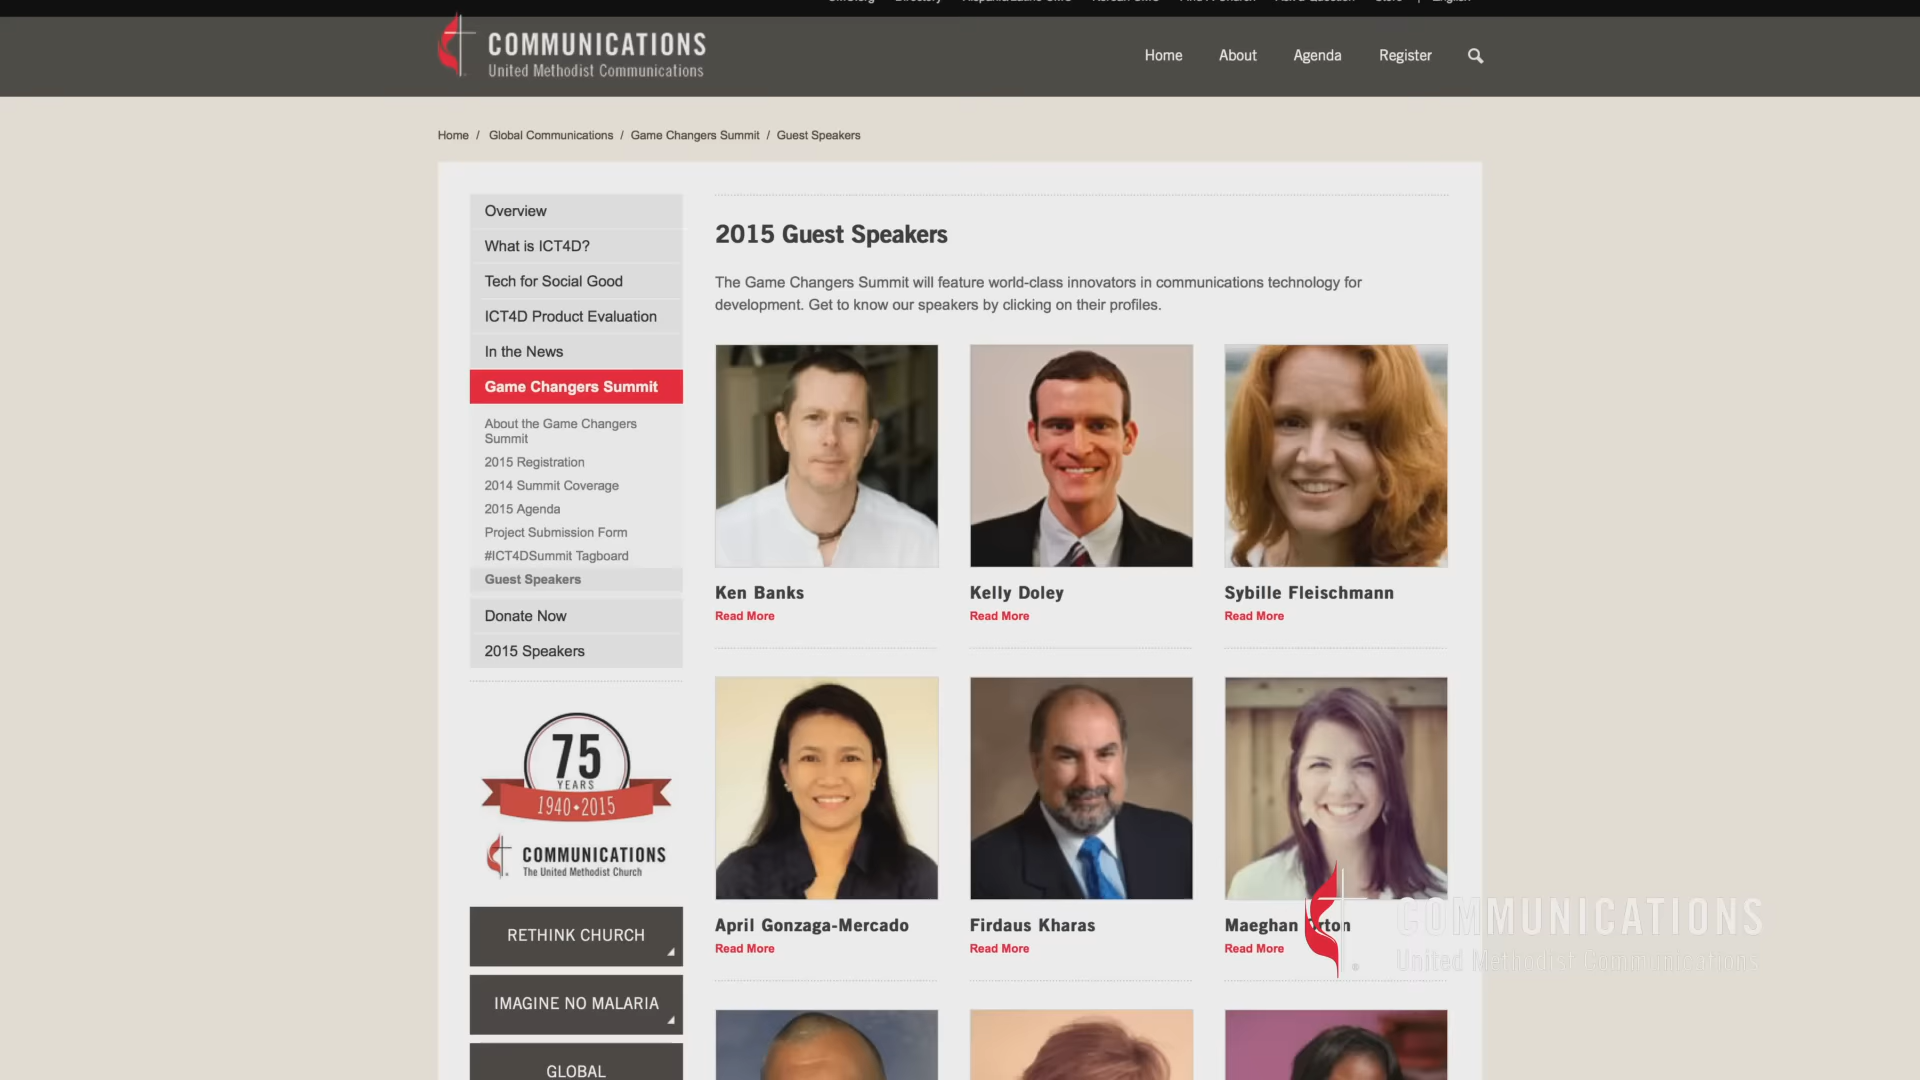 COMMUNICATIONS
United Methodist Communications
Home
About
Agenda
Register
Home / Global Communications / Game Changers Summit / Guest Speakers
Overview
What is ICT4D?
Tech for Social Good
ICT4D Product Evaluation
In the News
Game Changers Summit
About the Game Changers
Summit
2015 Registration
2014 Summit Coverage
2015 Agenda
Project Submission Form
#ICT4DSummit Tagboard
Guest Speakers
Donate Now
2015 Speakers
75
YEARS
1940 • 2015
COMMUNICATIONS
The United Methodist Church
RETHINK CHURCH
IMAGINE NO MALARIA
GLOBAL
2015 Guest Speakers
The Game Changers Summit will feature world-class innovators in communications technology for
development. Get to know our speakers by clicking on their profiles.
Ken Banks
Read More
Kelly Doley
Read More
Sybille Fleischmann
Read More
April Gonzaga-Mercado
Read More
Firdaus Kharas
Read More
Maeghan
Read More
COMMUNICATIONS
United Methodist Communications